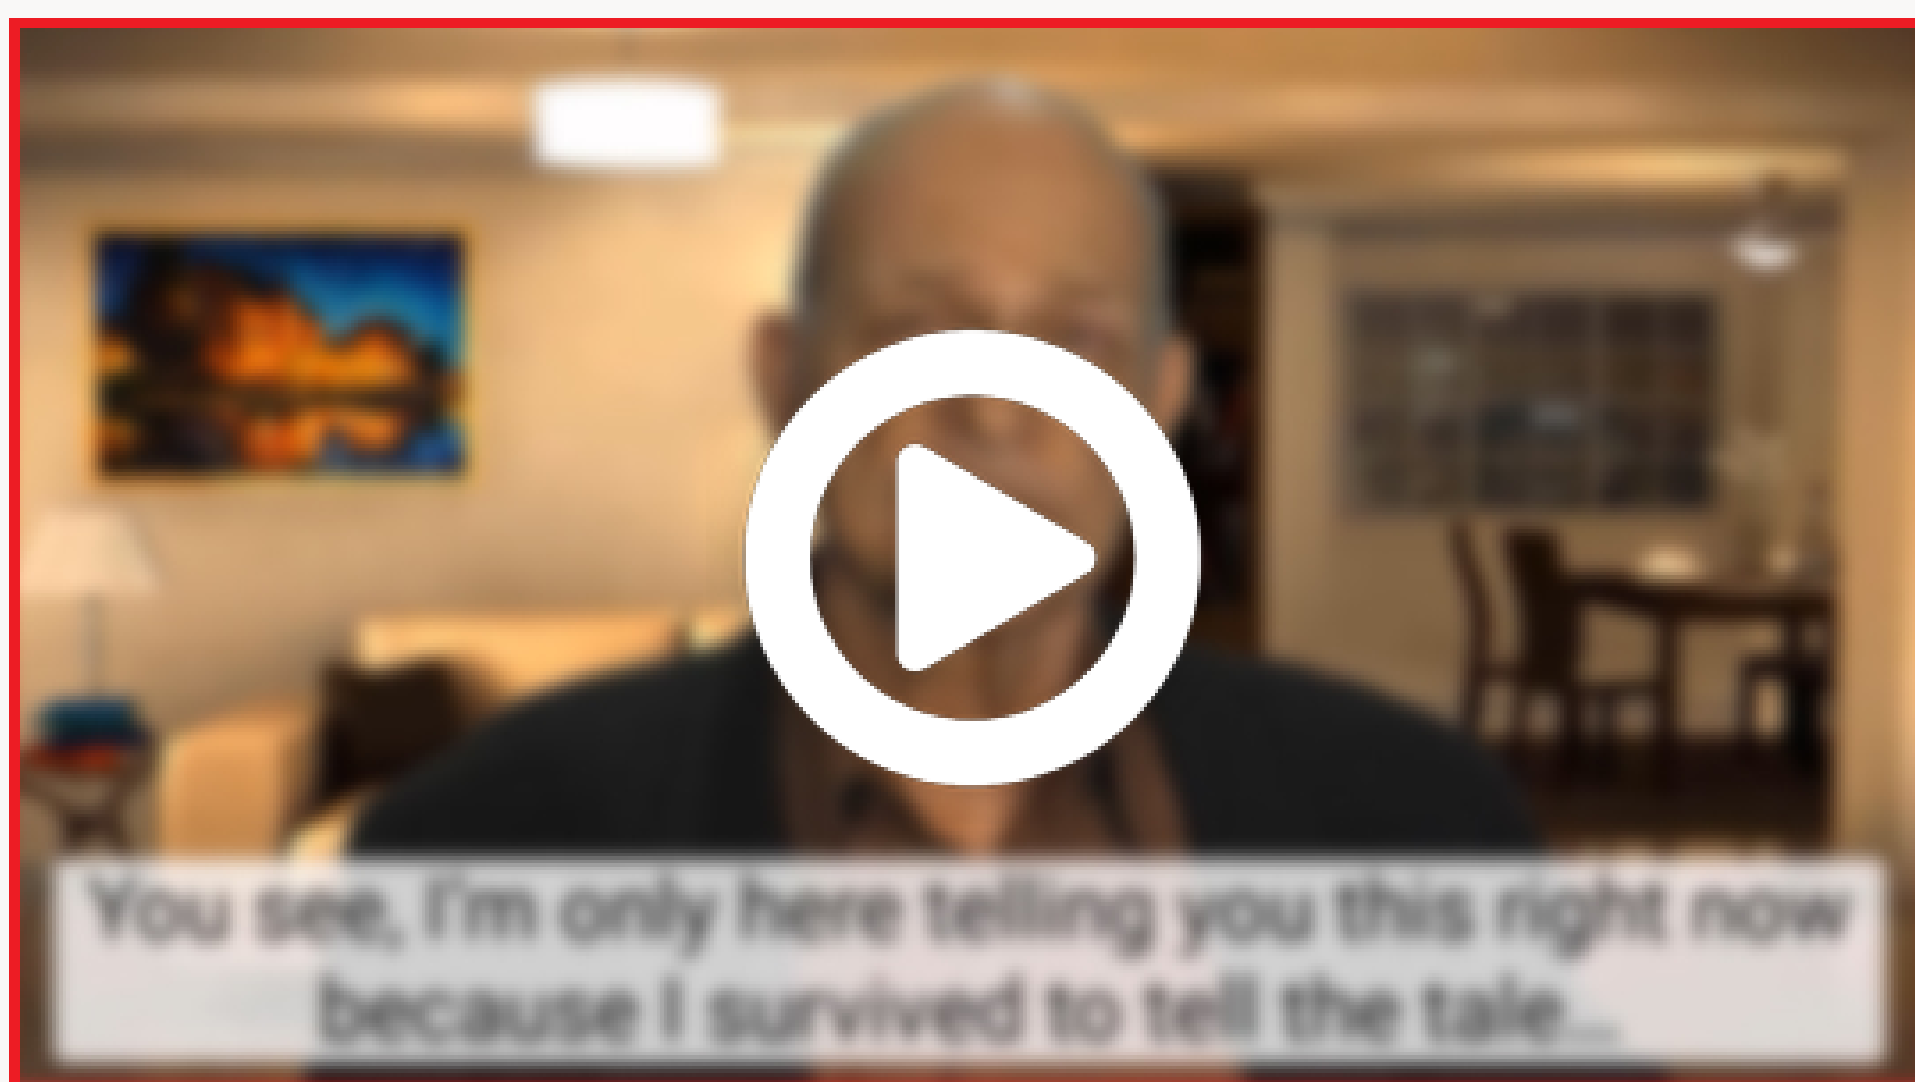 You see, I'm only here telling you this right now
because I survived to tell the tale...